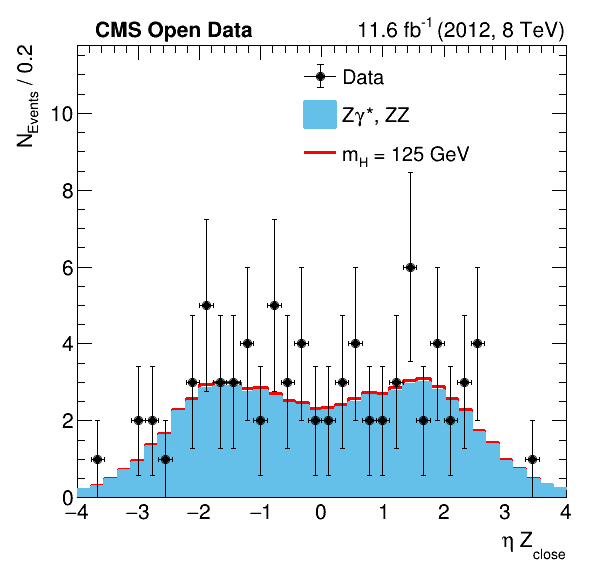 CMS Open Data 11.6 fb⁻¹ (2012, 8 TeV)
N_Events / 0.2
Data
Zγ*, ZZ
m_H = 125 GeV
10
8
6
4
2
0
−4 −3 −2 −1 0 1 2 3 4
η Z_close